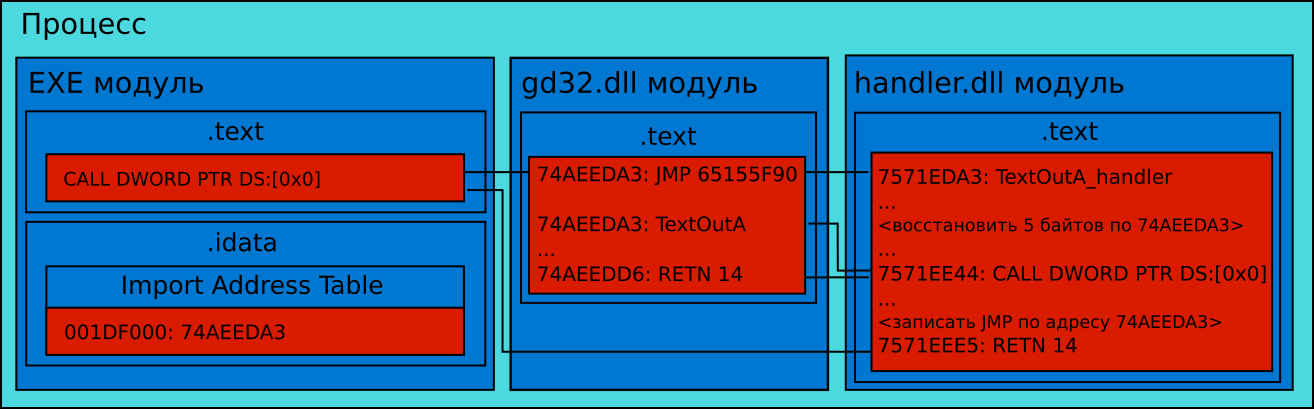 Процесс
EXE модуль
.text
CALL DWORD PTR DS:[0x0]
.idata
Import Address Table
001DF000: 74AEEDA3
gd32.dll модуль
.text
74AEEDA3: JMP 65155F90
74AEEDA3: TextOutA
...
74AEEDD6: RETN 14
handler.dll модуль
.text
7571EDA3: TextOutA_handler
...
<восстановить 5 байтов по 74AEEDA3>
...
7571EE44: CALL DWORD PTR DS:[0x0]
...
<записать JMP по адресу 74AEEDA3>
7571EEE5: RETN 14